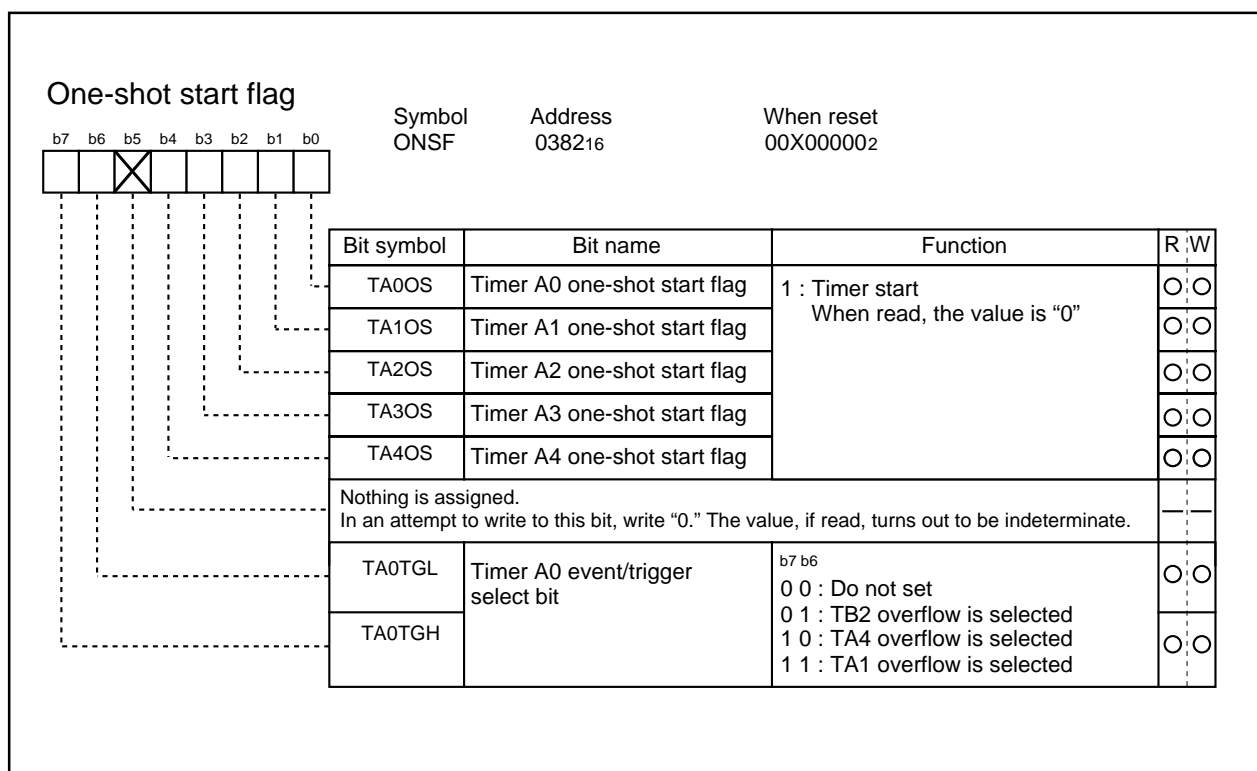 One-shot start flag
Symbol Address When reset
ONSF 038216 00X000002
b7 b6 b5 b4 b3 b2 b1 b0
Bit symbol Bit name Function R W
TA0OS Timer A0 one-shot start flag 1 : Timer start
When read, the value is “0”
TA1OS Timer A1 one-shot start flag
TA2OS Timer A2 one-shot start flag
TA3OS Timer A3 one-shot start flag
TA4OS Timer A4 one-shot start flag
Nothing is assigned.
In an attempt to write to this bit, write “0.” The value, if read, turns out to be indeterminate.
TA0TGL Timer A0 event/trigger
select bit
b7 b6
0 0 : Do not set
0 1 : TB2 overflow is selected
1 0 : TA4 overflow is selected
1 1 : TA1 overflow is selected
TA0TGH